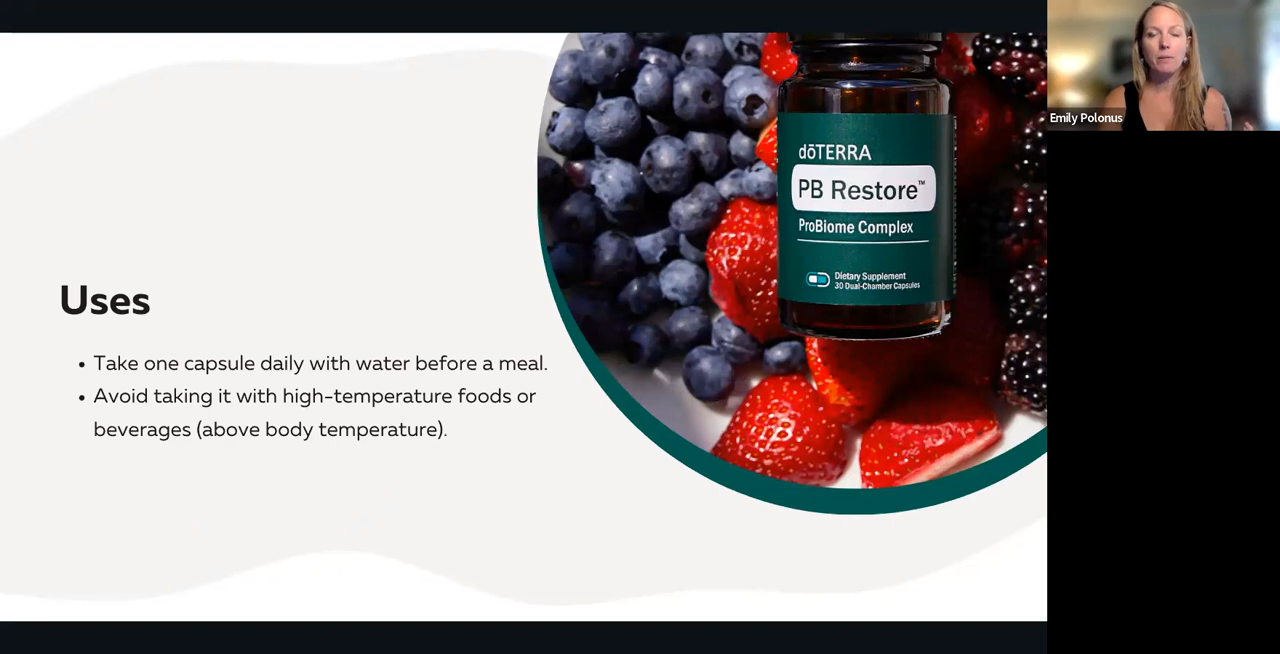 Uses
• Take one capsule daily with water before a meal.
• Avoid taking it with high-temperature foods or
beverages (above body temperature).
dōTERRA
PB Restore™
ProBiome Complex
Dietary Supplement
30 Dual-Chamber Capsules
Emily Polonus